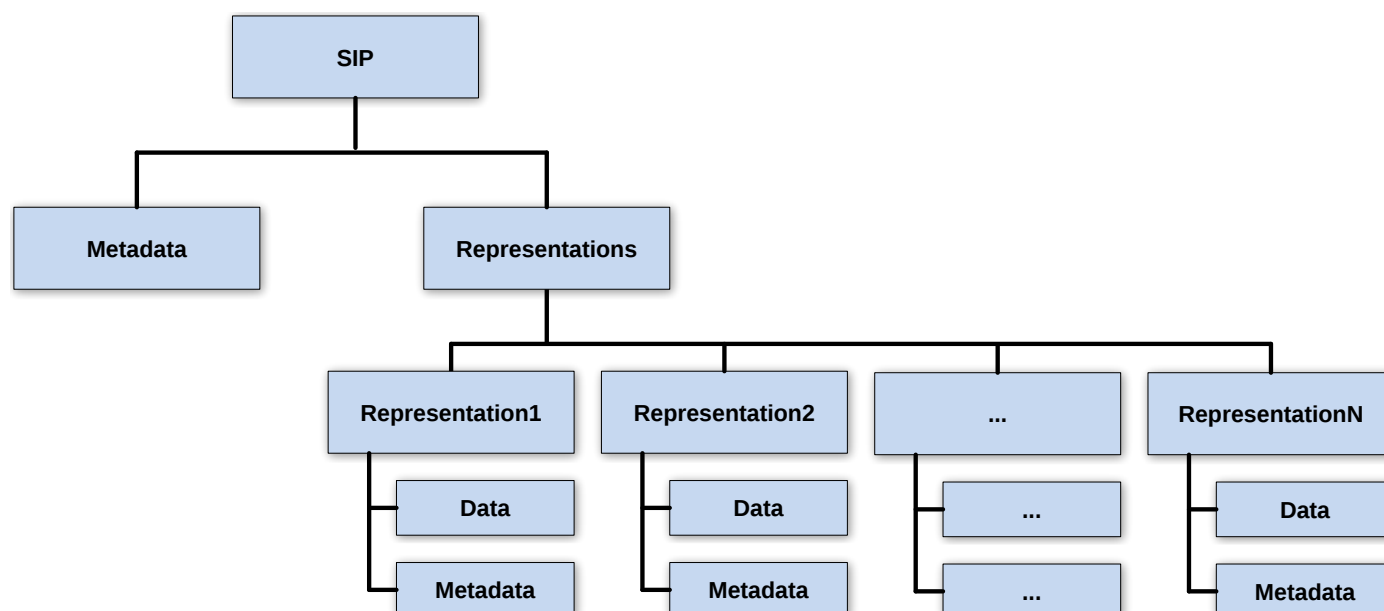 SIP
Metadata
Representations
Representation1
Representation2
...
RepresentationN
Data
Data
...
Data
Metadata
Metadata
...
Metadata